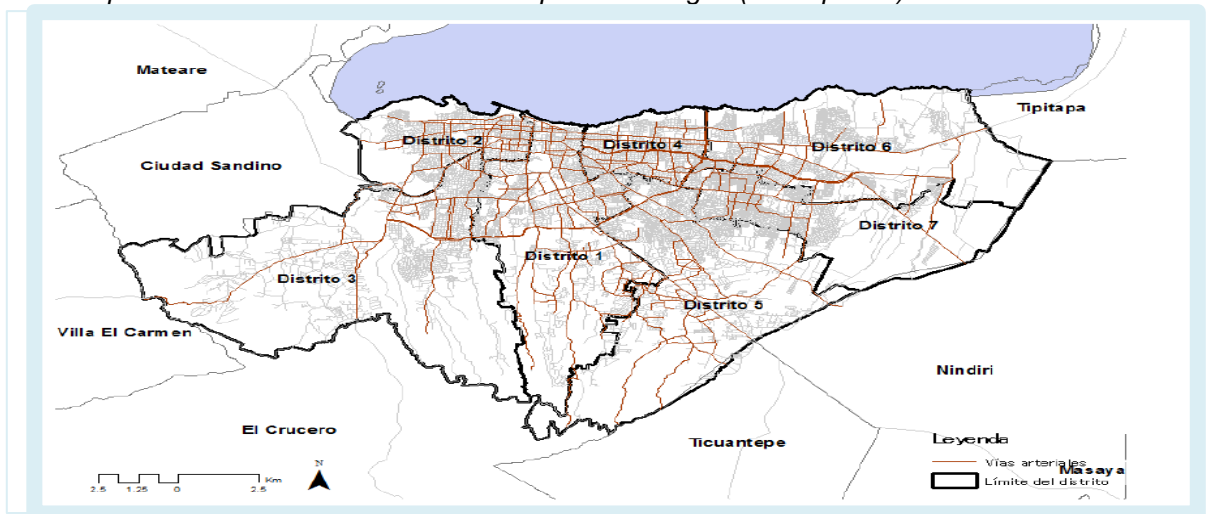 Mateare
Tipitapa
Distrito 2
Distrito 4
Distrito 6
Ciudad Sandino
Distrito 7
Distrito 1
Distrito 3
Distrito 5
Villa El Carmen
Nindiri
El Crucero
Ticuantepe
Leyenda
Vías arteriales
Masaya
Límite del distrito
N
Km
2.5 1.25 0 2.5